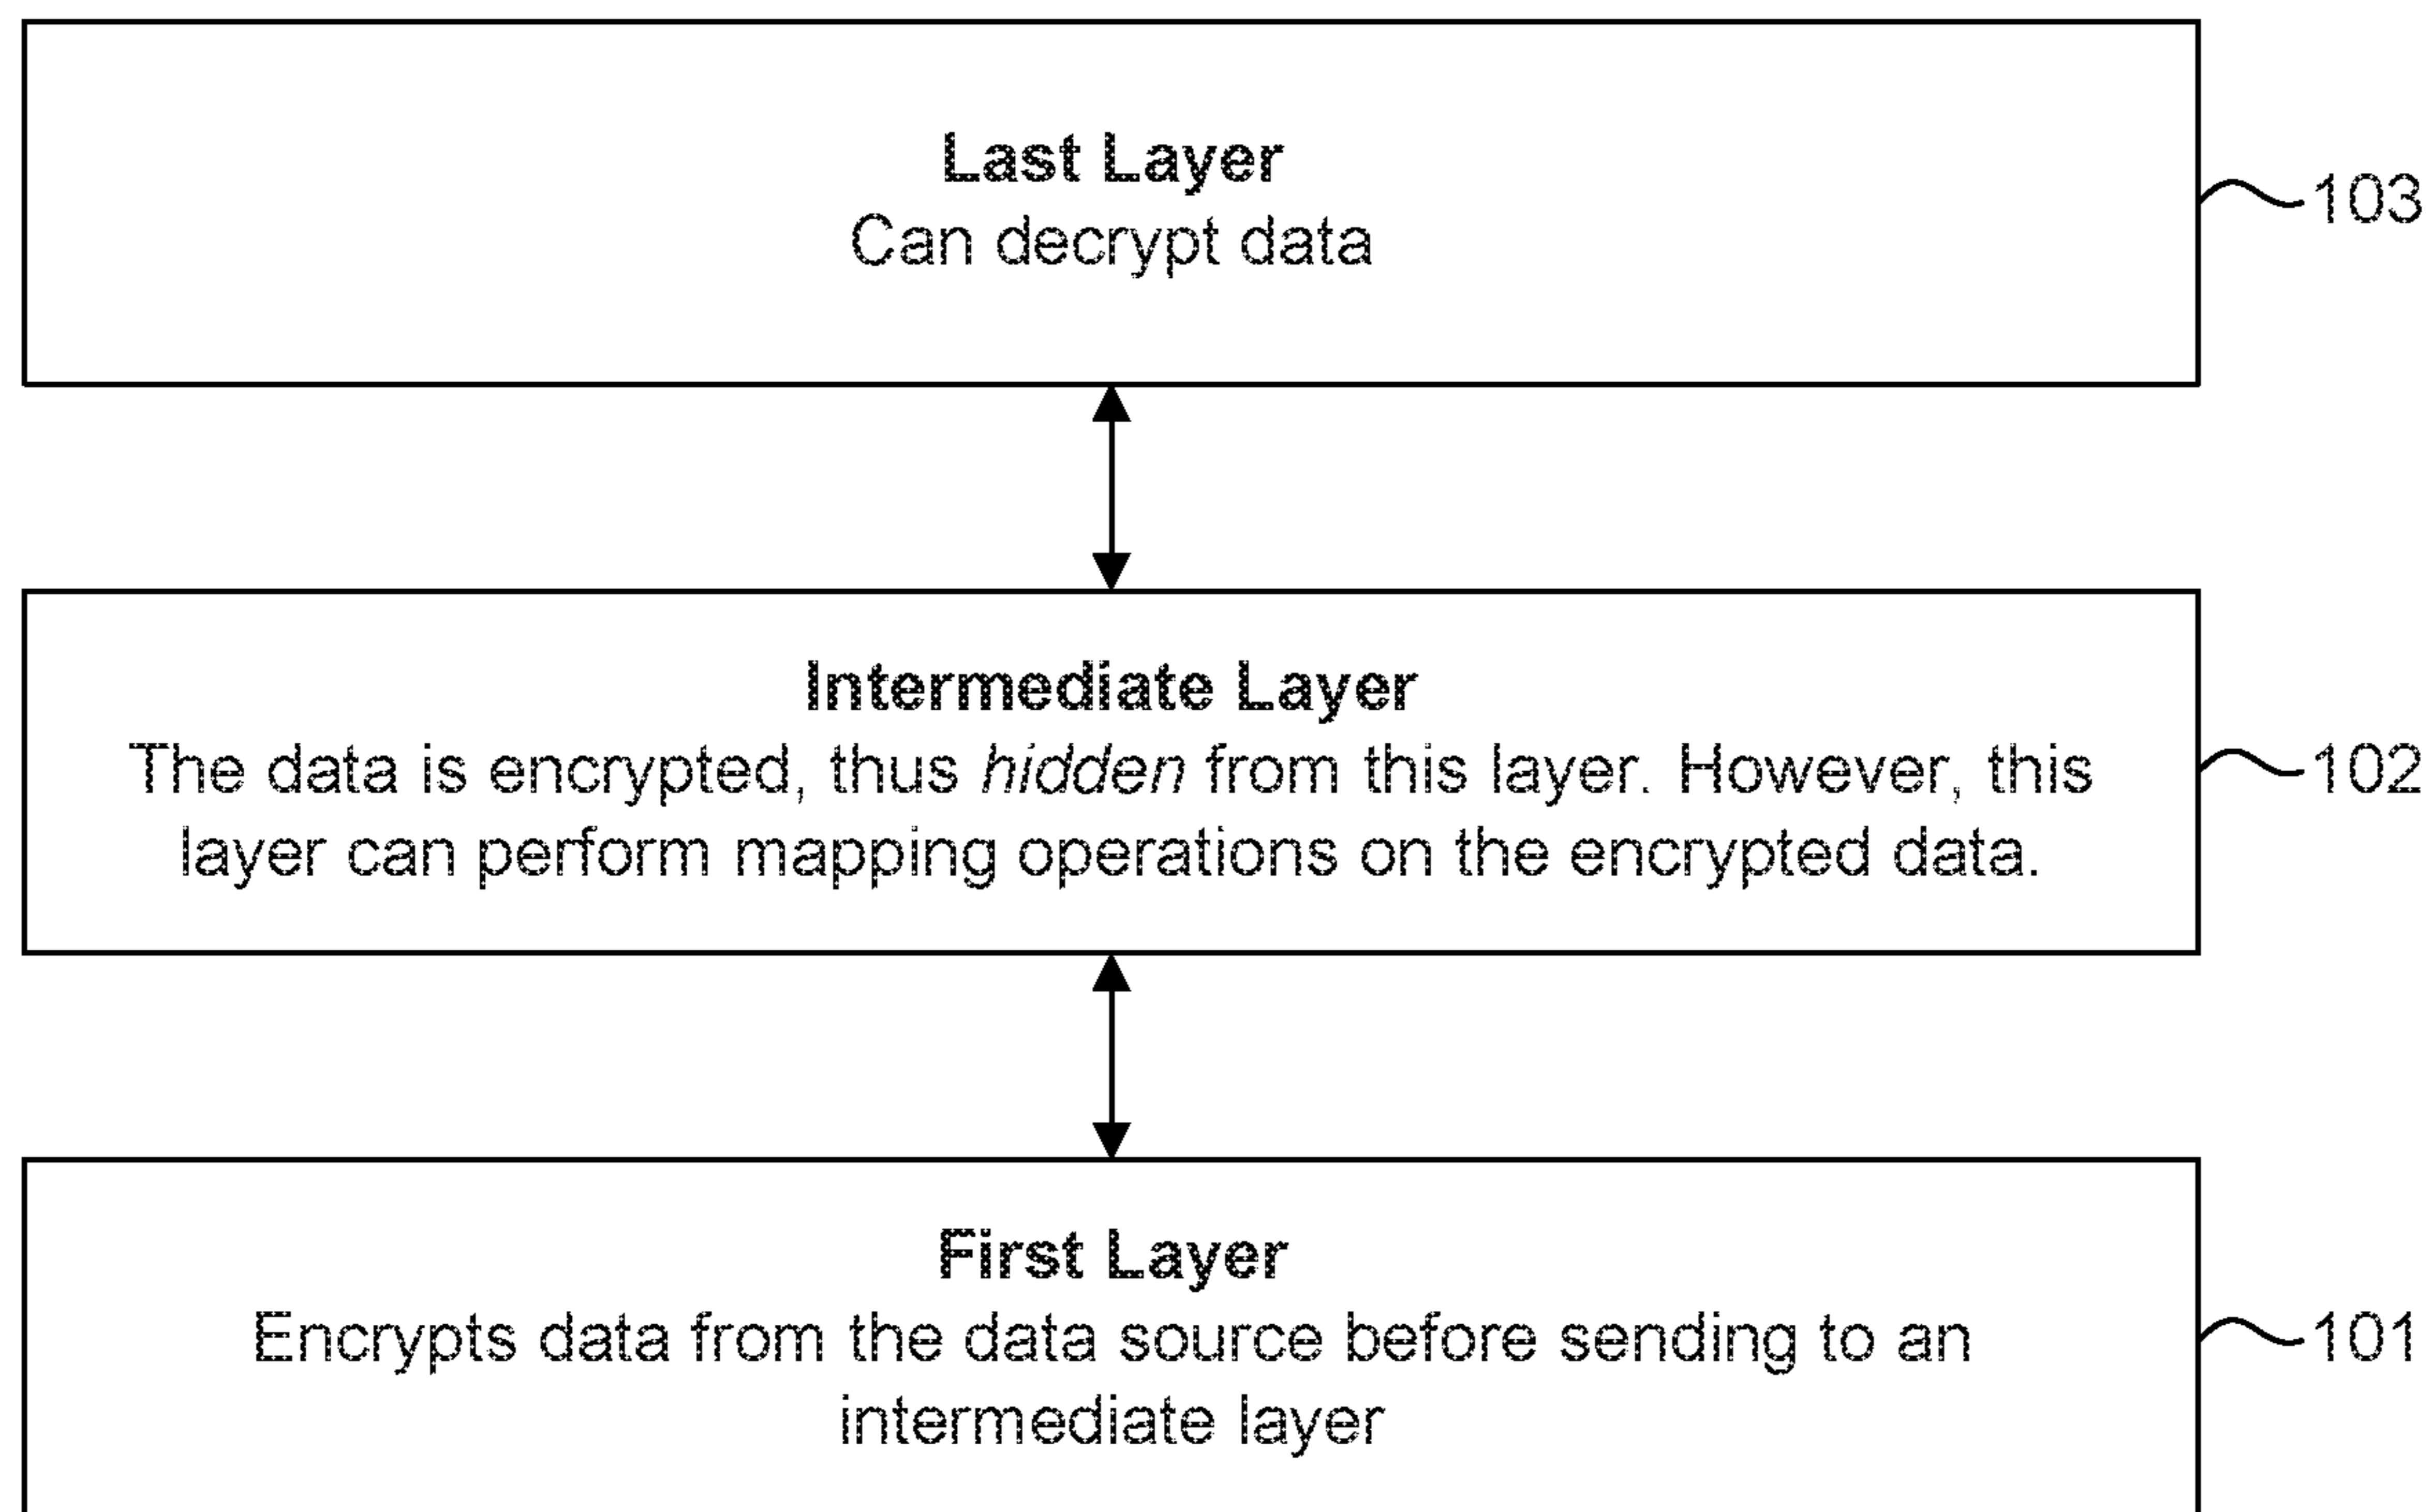 Last Layer
Can decrypt data
103
Intermediate Layer
The data is encrypted, thus hidden from this layer. However, this
layer can perform mapping operations on the encrypted data.
102
First Layer
Encrypts data from the data source before sending to an
intermediate layer
101